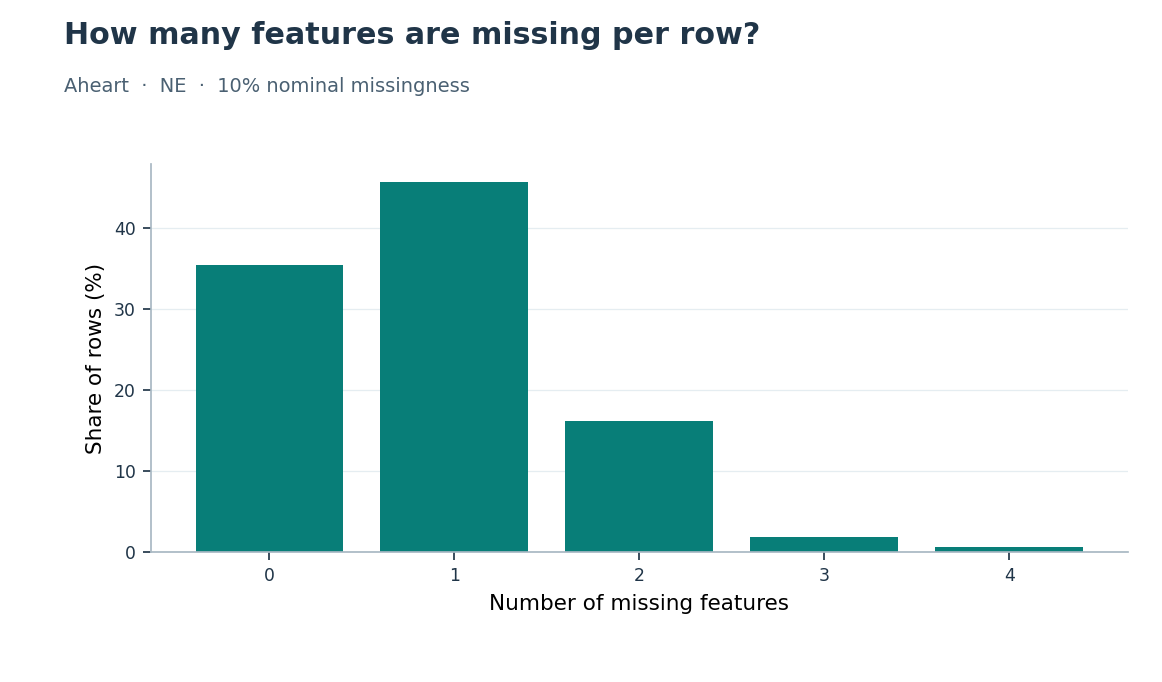 How many features are missing per row?
Aheart · NE · 10% nominal missingness
Share of rows (%)
40
30
20
10
0
0 1 2 3 4
Number of missing features